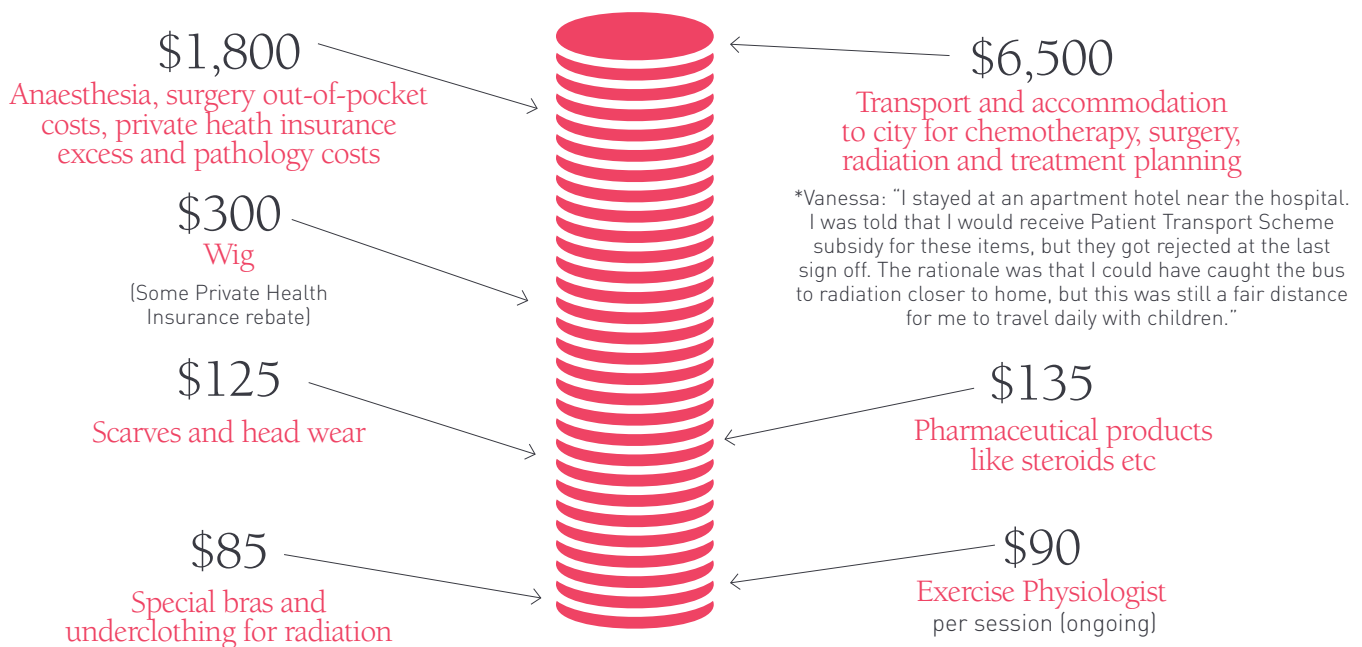 $1,800
Anaesthesia, surgery out-of-pocket
costs, private heath insurance
excess and pathology costs
$300
Wig
(Some Private Health
Insurance rebate)
$125
Scarves and head wear
$85
Special bras and
underclothing for radiation
$6,500
Transport and accommodation
to city for chemotherapy, surgery,
radiation and treatment planning
*Vanessa: “I stayed at an apartment hotel near the hospital.
I was told that I would receive Patient Transport Scheme
subsidy for these items, but they got rejected at the last
sign off. The rationale was that I could have caught the bus
to radiation closer to home, but this was still a fair distance
for me to travel daily with children.”
$135
Pharmaceutical products
like steroids etc
$90
Exercise Physiologist
per session (ongoing)